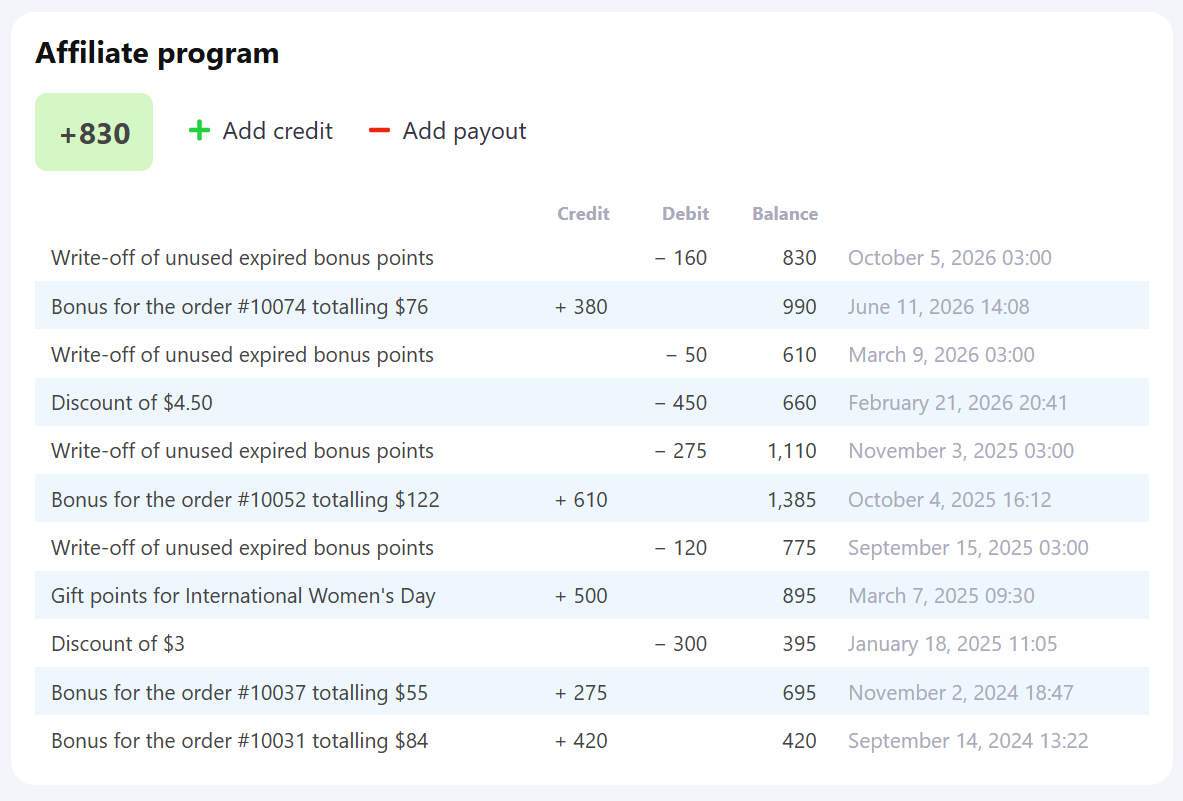 Affiliate program
+830 + Add credit − Add payout
Credit Debit Balance
Write-off of unused expired bonus points − 160 830 October 5, 2026 03:00
Bonus for the order #10074 totalling $76 + 380 990 June 11, 2026 14:08
Write-off of unused expired bonus points − 50 610 March 9, 2026 03:00
Discount of $4.50 − 450 660 February 21, 2026 20:41
Write-off of unused expired bonus points − 275 1,110 November 3, 2025 03:00
Bonus for the order #10052 totalling $122 + 610 1,385 October 4, 2025 16:12
Write-off of unused expired bonus points − 120 775 September 15, 2025 03:00
Gift points for International Women's Day + 500 895 March 7, 2025 09:30
Discount of $3 − 300 395 January 18, 2025 11:05
Bonus for the order #10037 totalling $55 + 275 695 November 2, 2024 18:47
Bonus for the order #10031 totalling $84 + 420 420 September 14, 2024 13:22